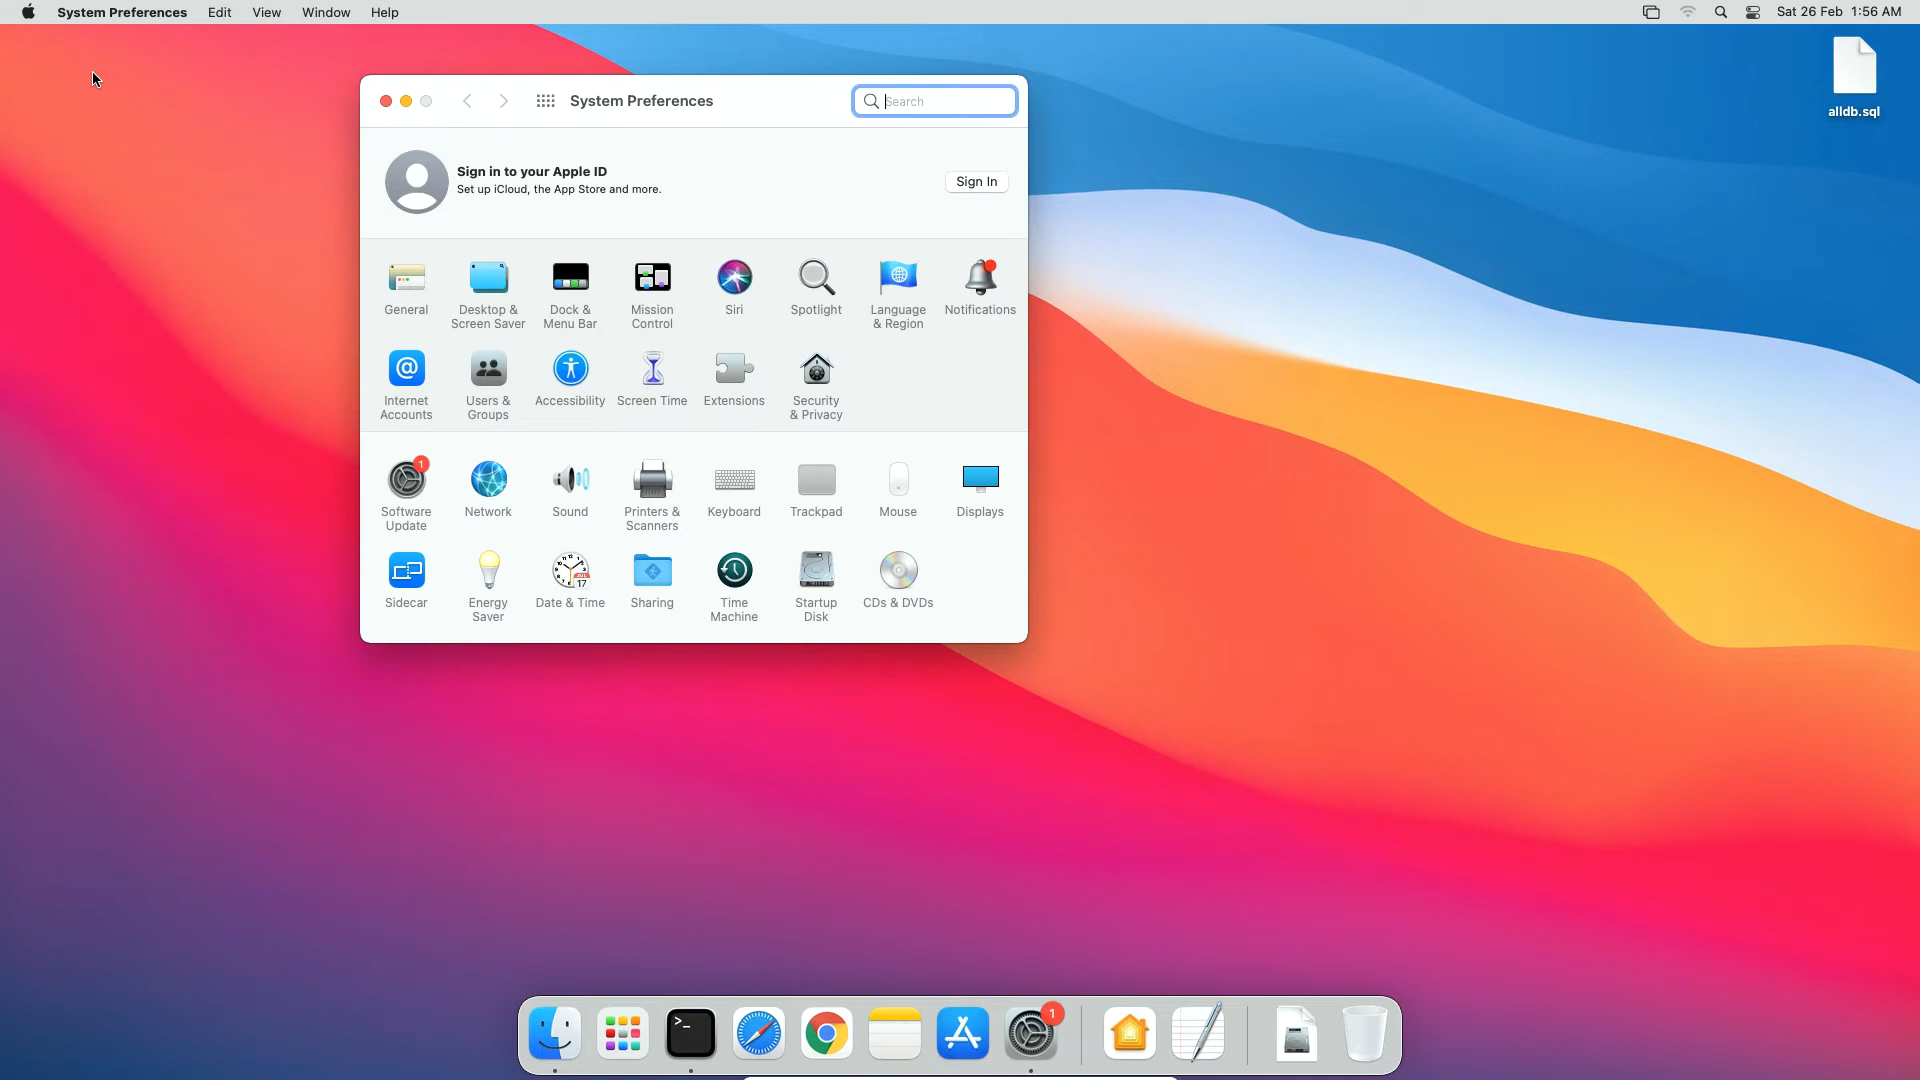 System Preferences Edit View Window Help Sat 26 Feb 1:56 AM
alldb.sql
System Preferences
Search
Sign in to your Apple ID
Set up iCloud, the App Store and more.
Sign In
General
Desktop &
Screen Saver
Dock &
Menu Bar
Mission
Control
Siri
Spotlight
Language
& Region
Notifications
@
Internet
Accounts
Users &
Groups
Accessibility
Screen Time
Extensions
Security
& Privacy
1
Software
Update
Network
Sound
Printers &
Scanners
Keyboard
Trackpad
Mouse
Displays
Sidecar
Energy
Saver
JUL
17
Date & Time
Sharing
Time
Machine
Startup
Disk
CDs & DVDs
>_
1